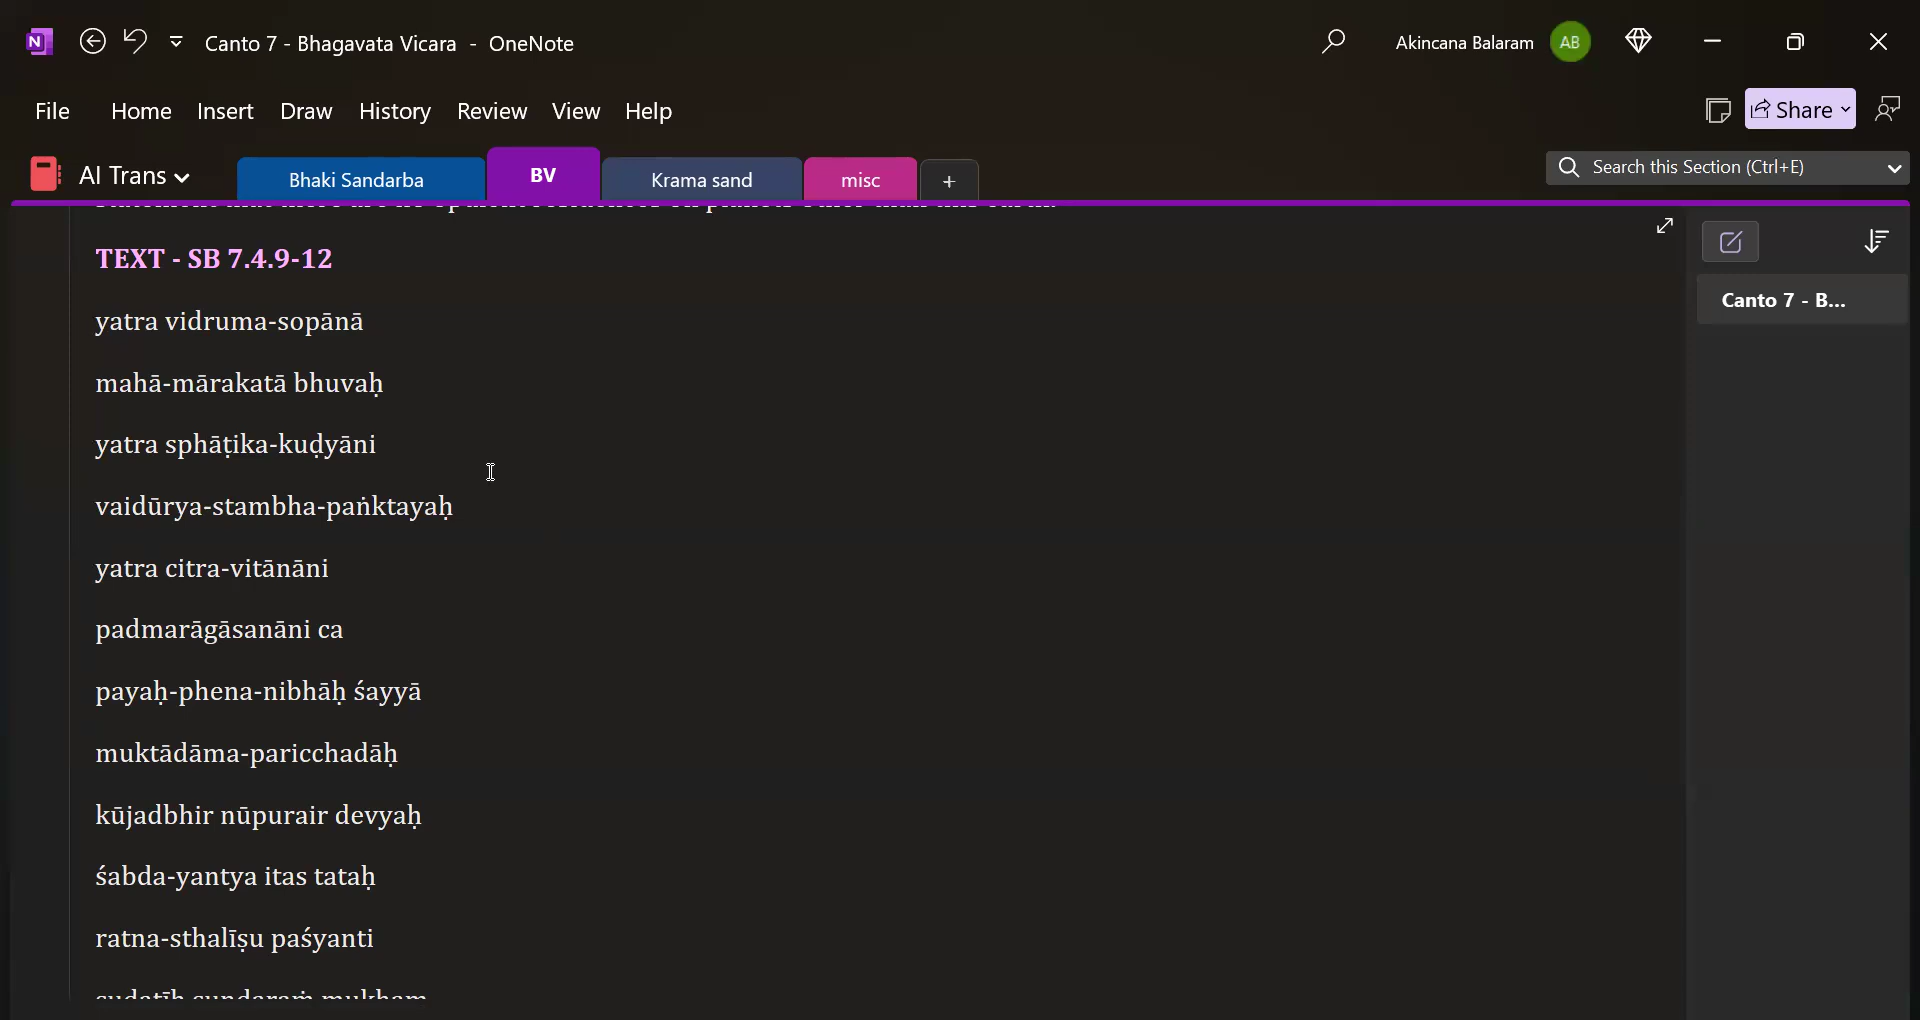 Canto 7 - Bhagavata Vicara - OneNote
Akincana Balaram
AB
File Home Insert Draw History Review View Help
Share
AI Trans
Bhaki Sandarba
BV
Krama sand
misc
+
Search this Section (Ctrl+E)
TEXT - SB 7.4.9-12
Canto 7 - B...
yatra vidruma-sopānā
mahā-mārakatā bhuvaḥ
yatra sphāṭika-kuḍyāni
vaidūrya-stambha-paṅktayaḥ
yatra citra-vitānāni
padmarāgāsanāni ca
payaḥ-phena-nibhāḥ śayyā
muktādāma-paricchadāḥ
kūjadbhir nūpurair devyaḥ
śabda-yantya itas tataḥ
ratna-sthalīṣu paśyanti
sudatīḥ sundaraṁ mukham